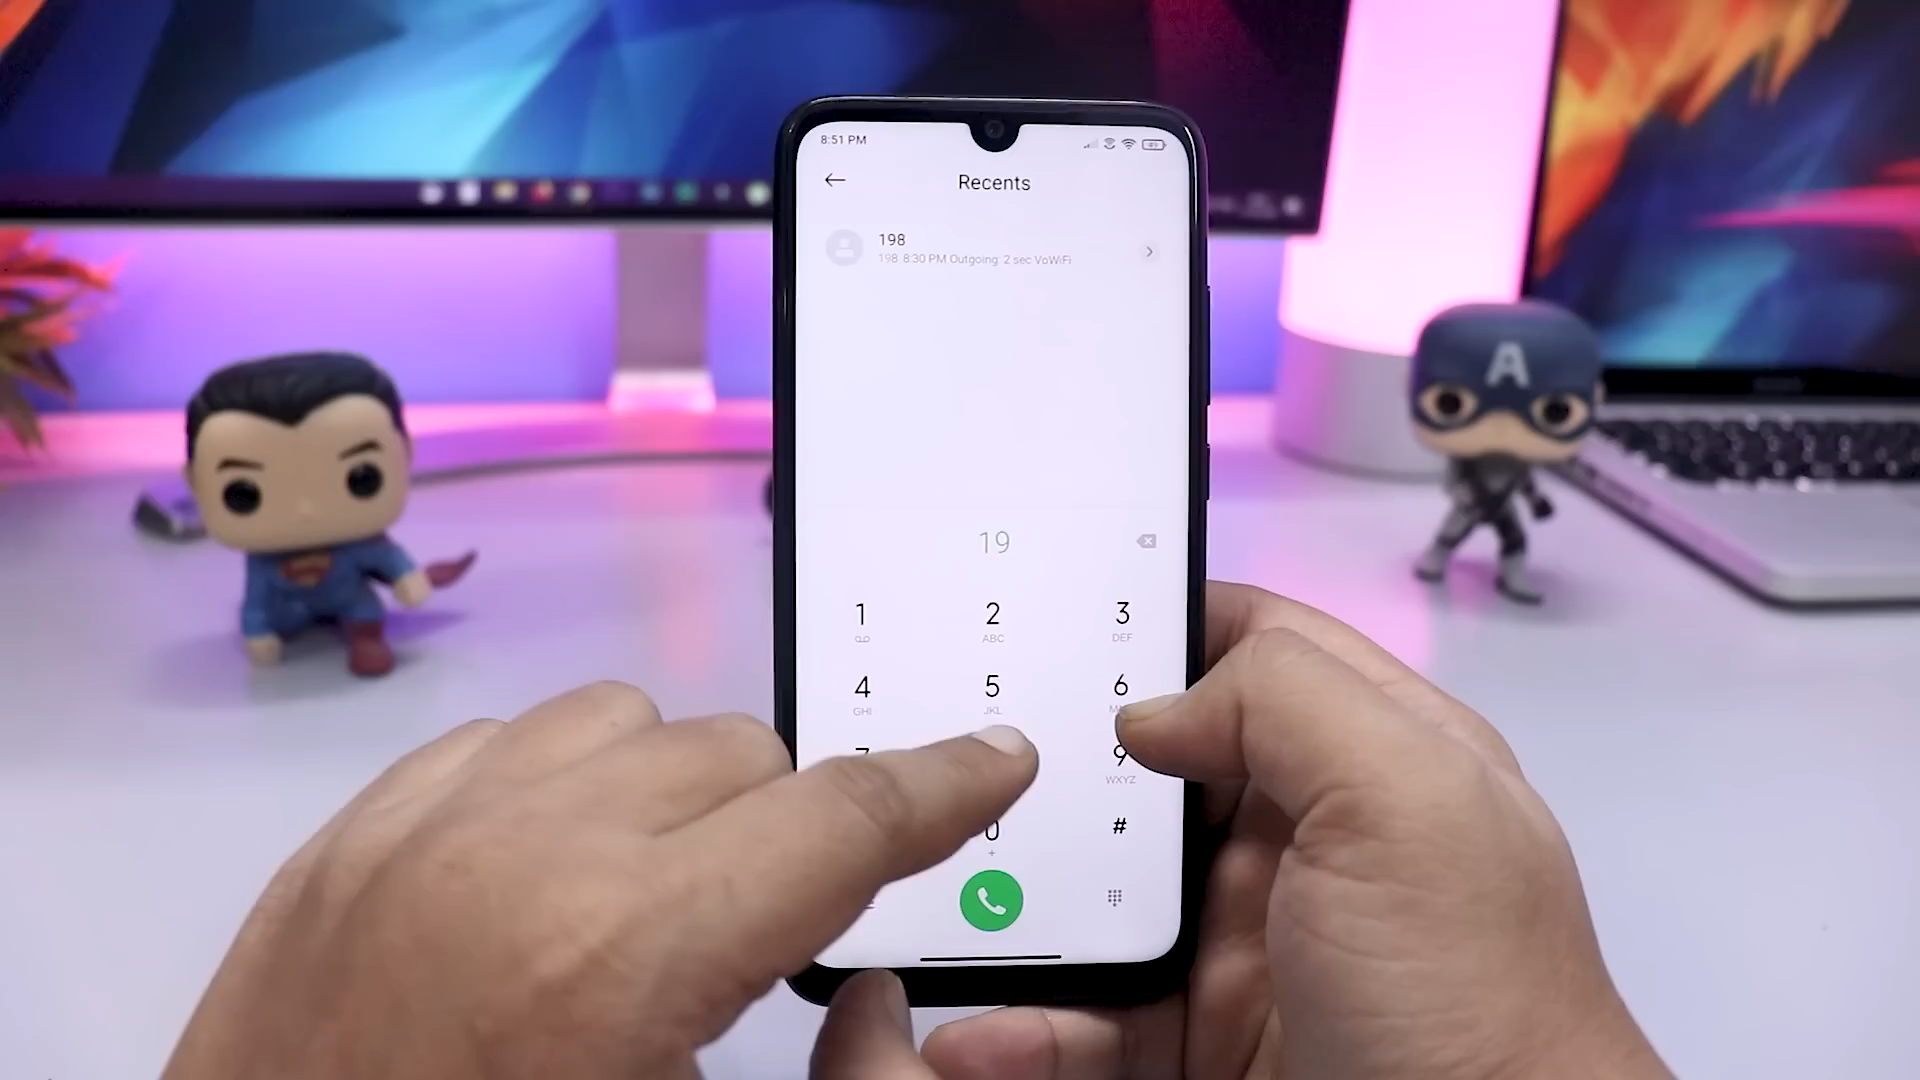 8:51 PM
Recents
198
198 8:30 PM Outgoing: 2 sec VoWiFi
19
1 2 3
ABC DEF
4 5 6
GHI JKL
9
WXYZ
0 #
+
A